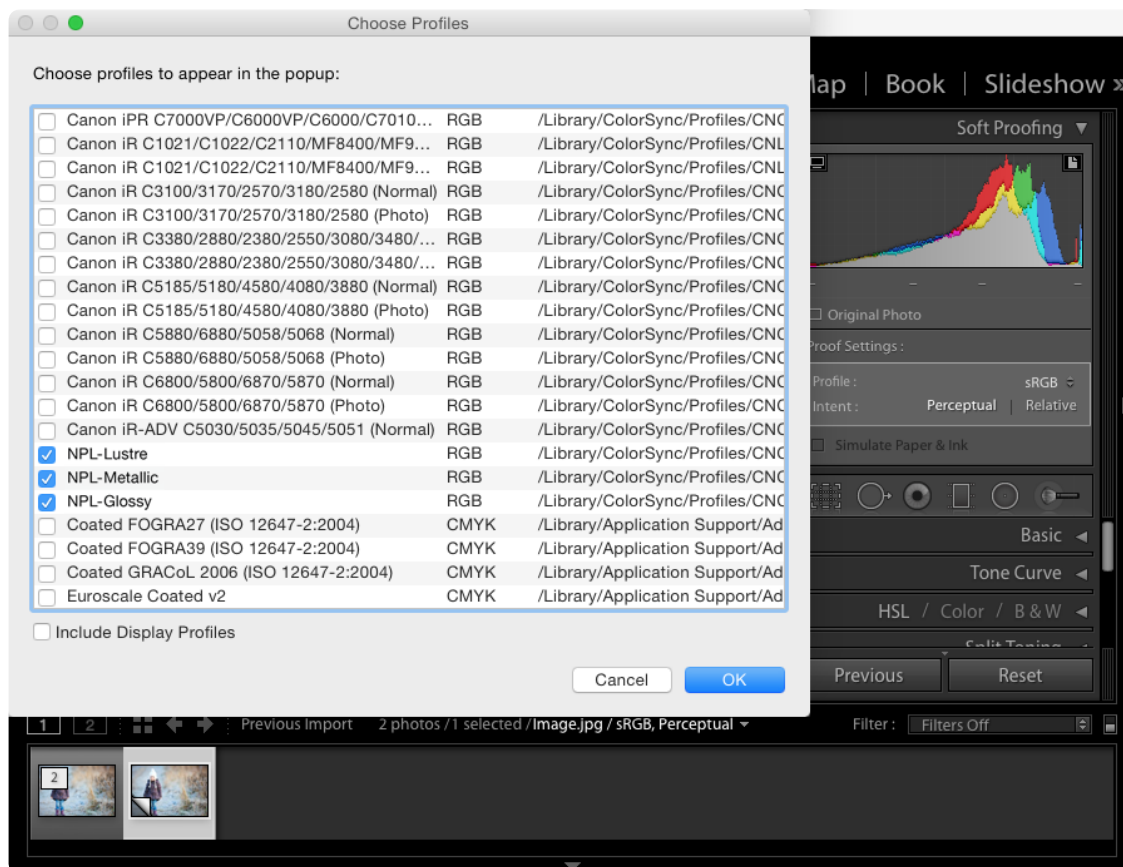 Choose Profiles
Choose profiles to appear in the popup:
Canon iPR C7000VP/C6000VP/C6000/C7010... RGB /Library/ColorSync/Profiles/CNC
Canon iR C1021/C1022/C2110/MF8400/MF9... RGB /Library/ColorSync/Profiles/CNL
Canon iR C1021/C1022/C2110/MF8400/MF9... RGB /Library/ColorSync/Profiles/CNL
Canon iR C3100/3170/2570/3180/2580 (Normal) RGB /Library/ColorSync/Profiles/CNC
Canon iR C3100/3170/2570/3180/2580 (Photo) RGB /Library/ColorSync/Profiles/CNC
Canon iR C3380/2880/2380/2550/3080/3480/... RGB /Library/ColorSync/Profiles/CNC
Canon iR C3380/2880/2380/2550/3080/3480/... RGB /Library/ColorSync/Profiles/CNC
Canon iR C5185/5180/4580/4080/3880 (Normal) RGB /Library/ColorSync/Profiles/CNC
Canon iR C5185/5180/4580/4080/3880 (Photo) RGB /Library/ColorSync/Profiles/CNC
Canon iR C5880/6880/5058/5068 (Normal) RGB /Library/ColorSync/Profiles/CNC
Canon iR C5880/6880/5058/5068 (Photo) RGB /Library/ColorSync/Profiles/CNC
Canon iR C6800/5800/6870/5870 (Normal) RGB /Library/ColorSync/Profiles/CNC
Canon iR C6800/5800/6870/5870 (Photo) RGB /Library/ColorSync/Profiles/CNC
Canon iR-ADV C5030/5035/5045/5051 (Normal) RGB /Library/ColorSync/Profiles/CNC
NPL-Lustre RGB /Library/ColorSync/Profiles/CNC
NPL-Metallic RGB /Library/ColorSync/Profiles/CNC
NPL-Glossy RGB /Library/ColorSync/Profiles/CNC
Coated FOGRA27 (ISO 12647-2:2004) CMYK /Library/Application Support/Ad
Coated FOGRA39 (ISO 12647-2:2004) CMYK /Library/Application Support/Ad
Coated GRACoL 2006 (ISO 12647-2:2004) CMYK /Library/Application Support/Ad
Euroscale Coated v2 CMYK /Library/Application Support/Ad
Include Display Profiles
Cancel OK
Map | Book | Slideshow »
Soft Proofing
Original Photo
Proof Settings :
Profile : sRGB
Intent : Perceptual | Relative
Simulate Paper & Ink
Basic
Tone Curve
HSL / Color / B & W
Split Toning
Previous Reset
1 2 Previous Import 2 photos / 1 selected / Image.jpg / sRGB, Perceptual Filter : Filters Off
2